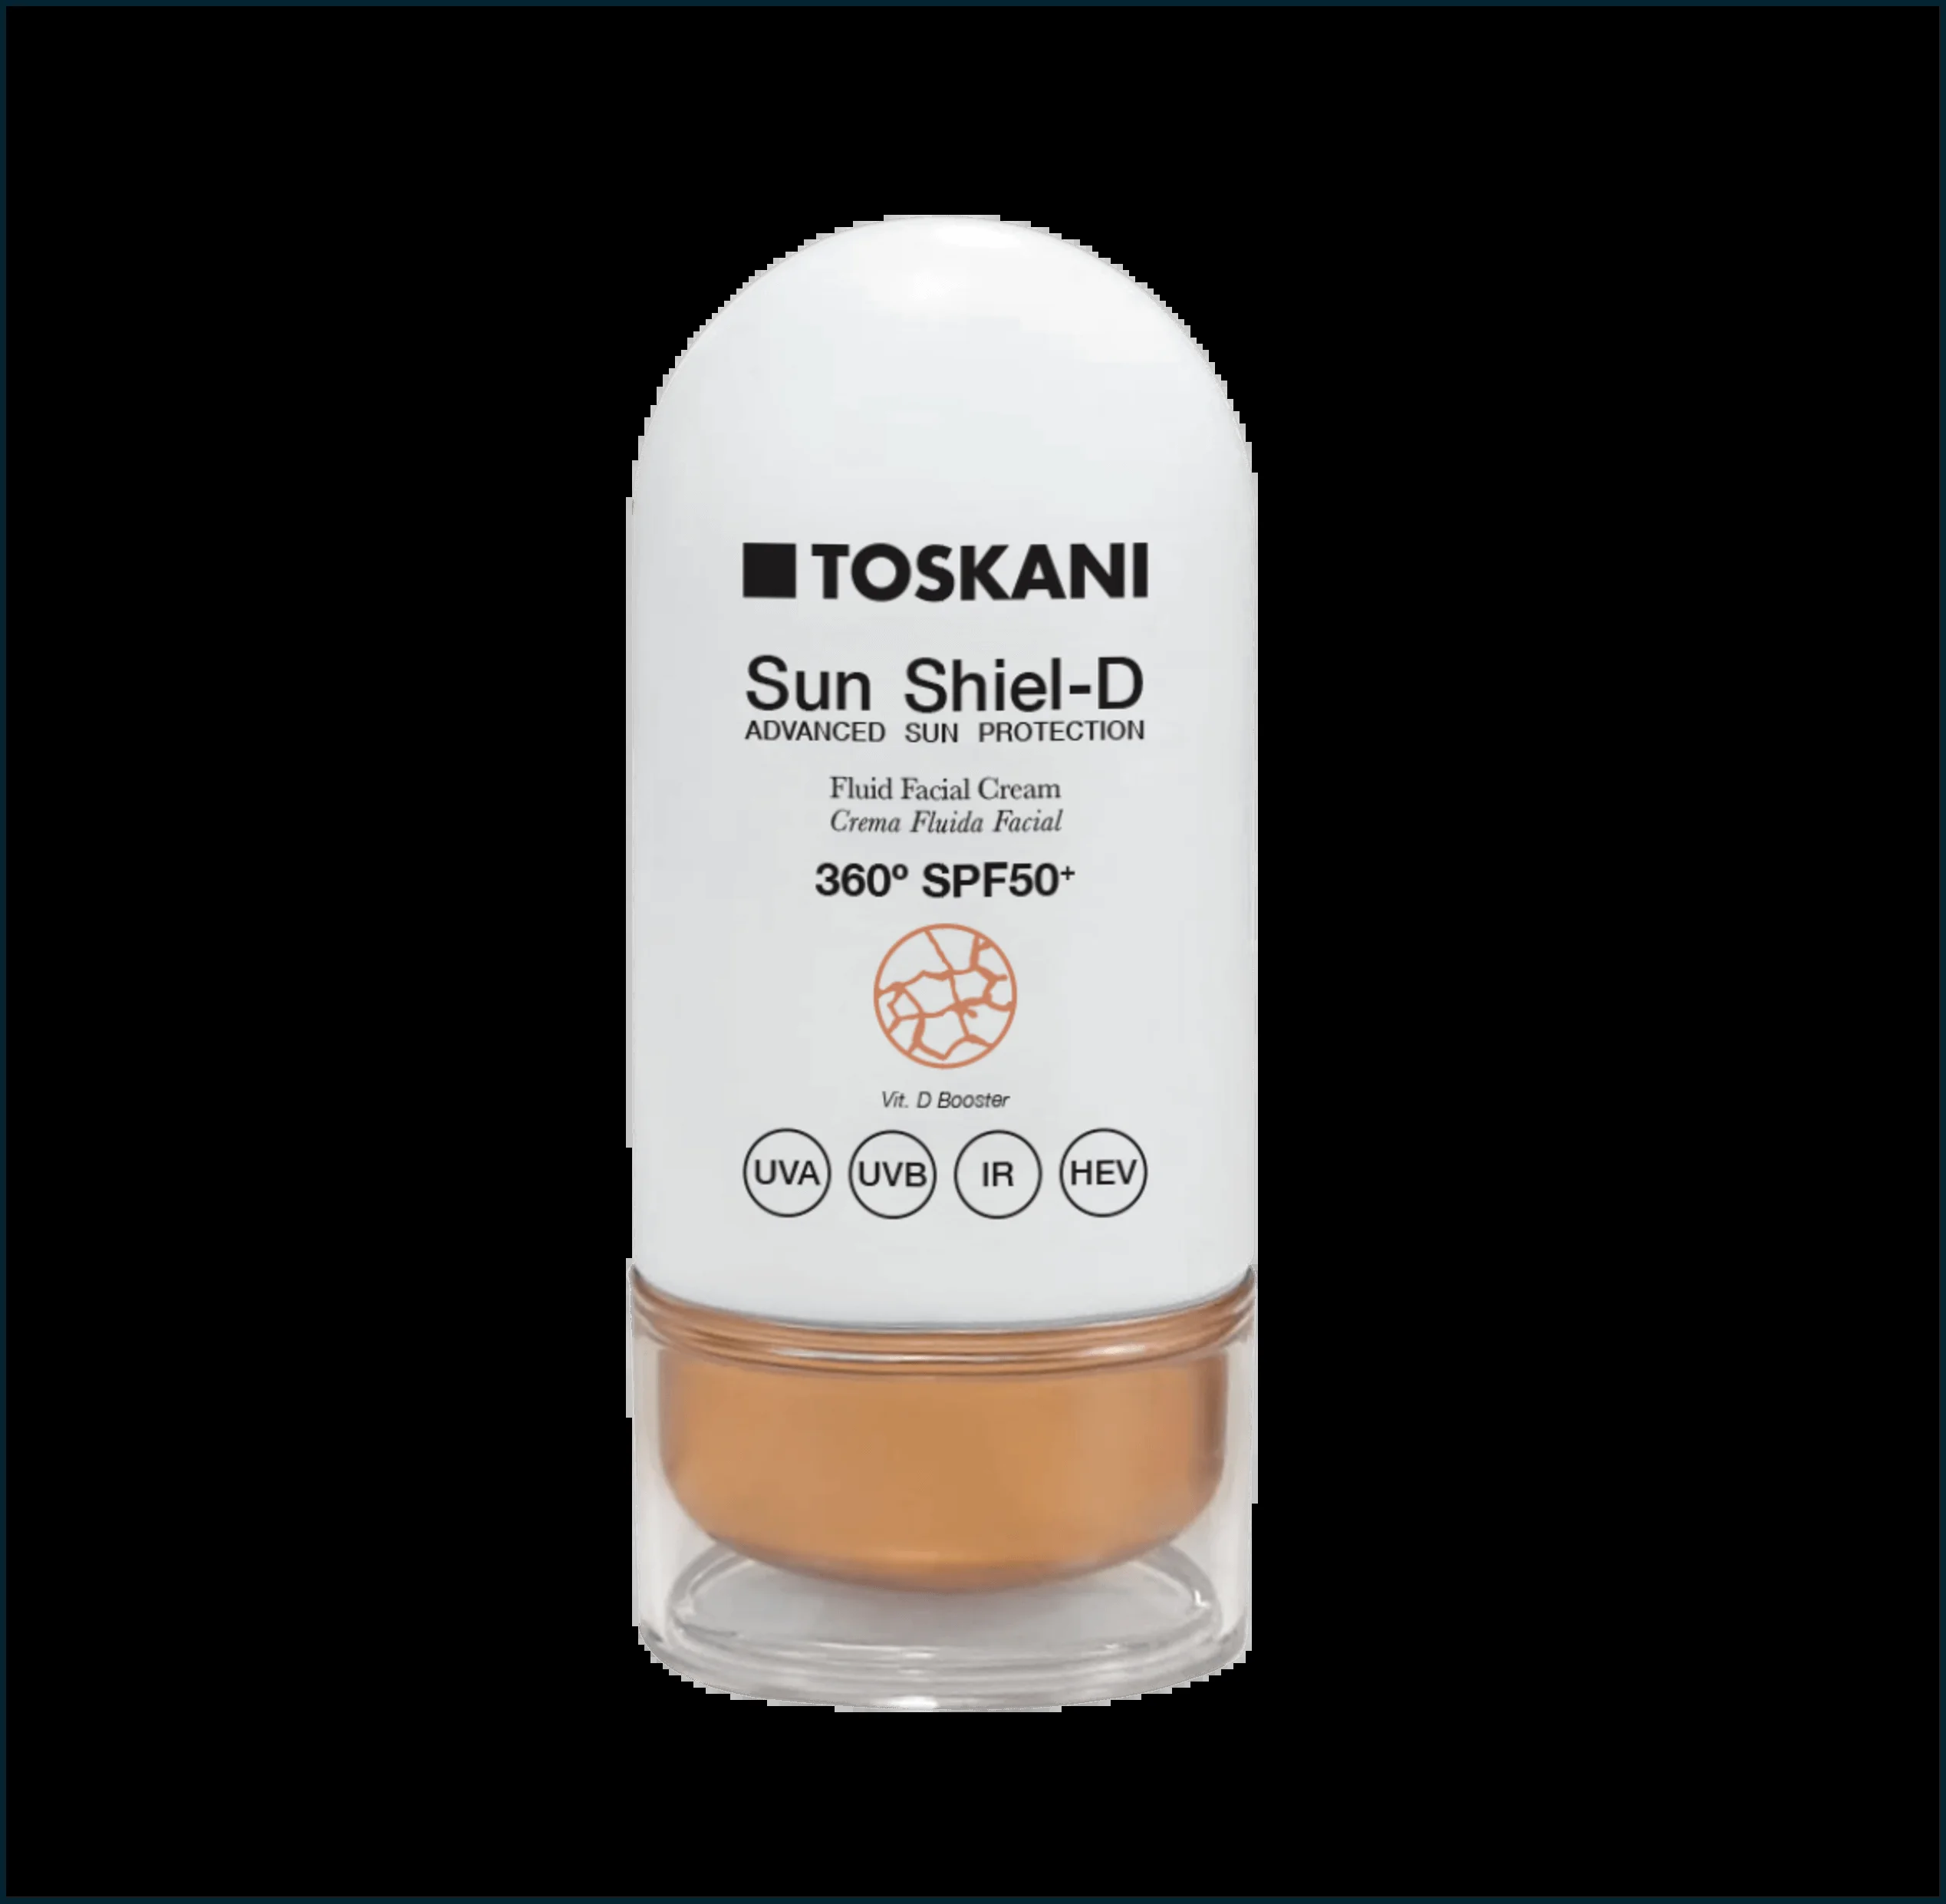 TOSKANI
Sun Shiel-D
ADVANCED SUN PROTECTION
Fluid Facial Cream
Crema Fluida Facial
360º SPF50⁺
Vit. D Booster
UVA UVB IR HEV